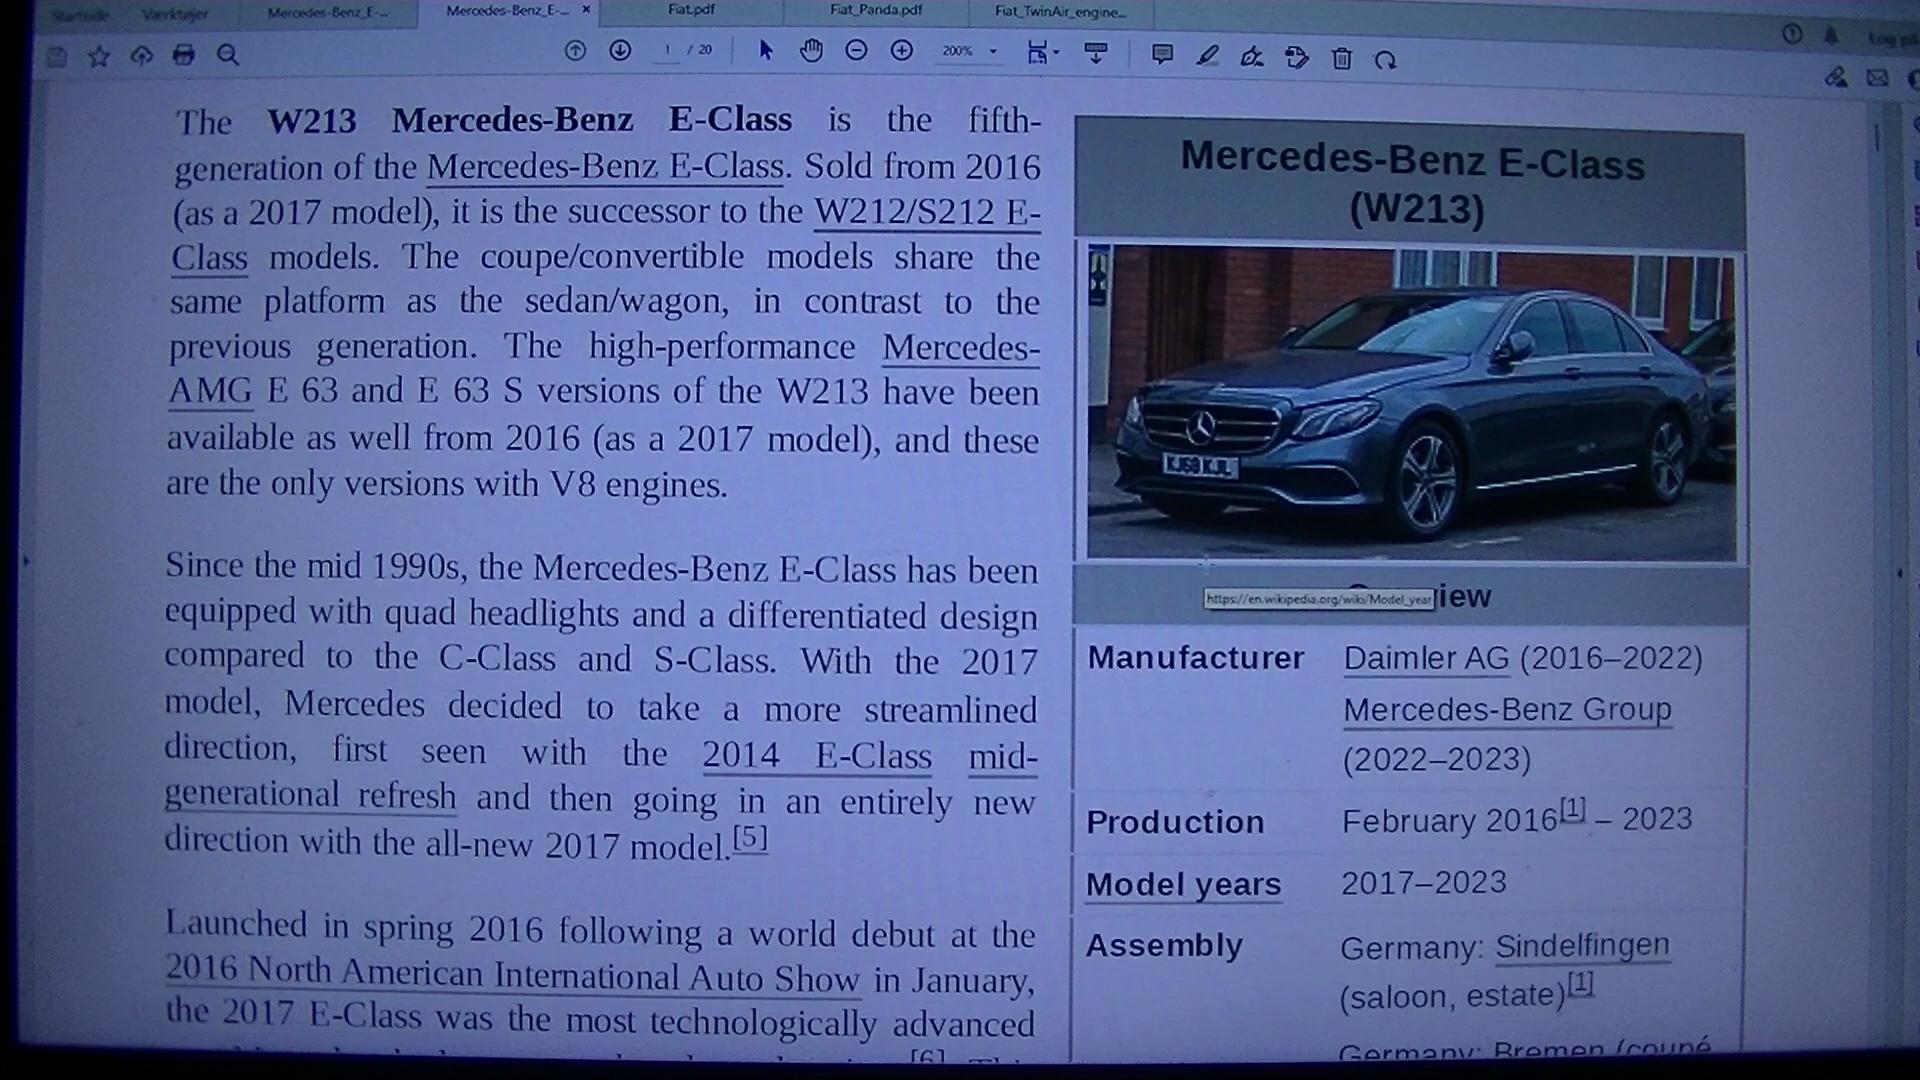 Startside Værktøjer Mercedes-Benz_E-... Mercedes-Benz_E-... × Fiat.pdf Fiat_Panda.pdf Fiat_TwinAir_engine...
1 / 20 200%
The W213 Mercedes-Benz E-Class is the fifth-
generation of the Mercedes-Benz E-Class. Sold from 2016
(as a 2017 model), it is the successor to the W212/S212 E-
Class models. The coupe/convertible models share the
same platform as the sedan/wagon, in contrast to the
previous generation. The high-performance Mercedes-
AMG E 63 and E 63 S versions of the W213 have been
available as well from 2016 (as a 2017 model), and these
are the only versions with V8 engines.
Since the mid 1990s, the Mercedes-Benz E-Class has been
equipped with quad headlights and a differentiated design
compared to the C-Class and S-Class. With the 2017
model, Mercedes decided to take a more streamlined
direction, first seen with the 2014 E-Class mid-
generational refresh and then going in an entirely new
direction with the all-new 2017 model.[5]
Launched in spring 2016 following a world debut at the
2016 North American International Auto Show in January,
the 2017 E-Class was the most technologically advanced
[6]
Mercedes-Benz E-Class
(W213)
KJ68 KJL
https://en.wikipedia.org/wiki/Model_year
Manufacturer Daimler AG (2016–2022)
Mercedes-Benz Group
(2022–2023)
Production February 2016[1] – 2023
Model years 2017–2023
Assembly Germany: Sindelfingen
(saloon, estate)[1]
Germany: Bremen (coupé